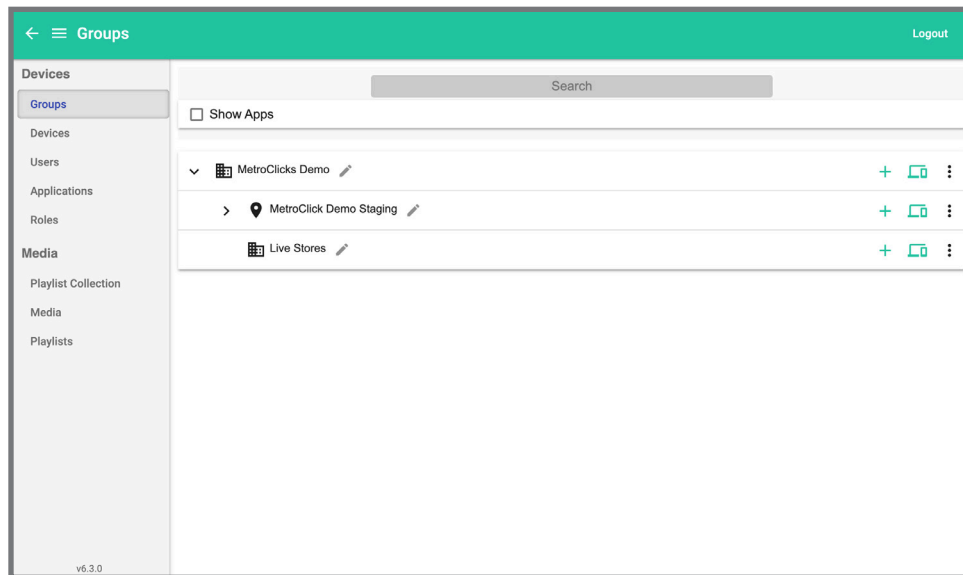 Groups
Logout
Devices
Groups
Devices
Users
Applications
Roles
Media
Playlist Collection
Media
Playlists
v6.3.0
Search
Show Apps
MetroClicks Demo
MetroClick Demo Staging
Live Stores